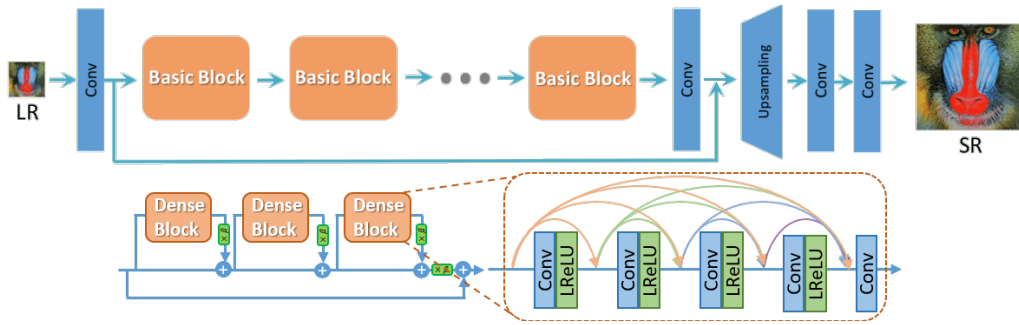 LR
Conv
Basic Block
Basic Block
Basic Block
Conv
Upsampling
Conv
Conv
SR
Dense
Block
Dense
Block
Dense
Block
× β
× β
× β
× β
+
+
+
+
Conv
LReLU
Conv
LReLU
Conv
LReLU
Conv
LReLU
Conv